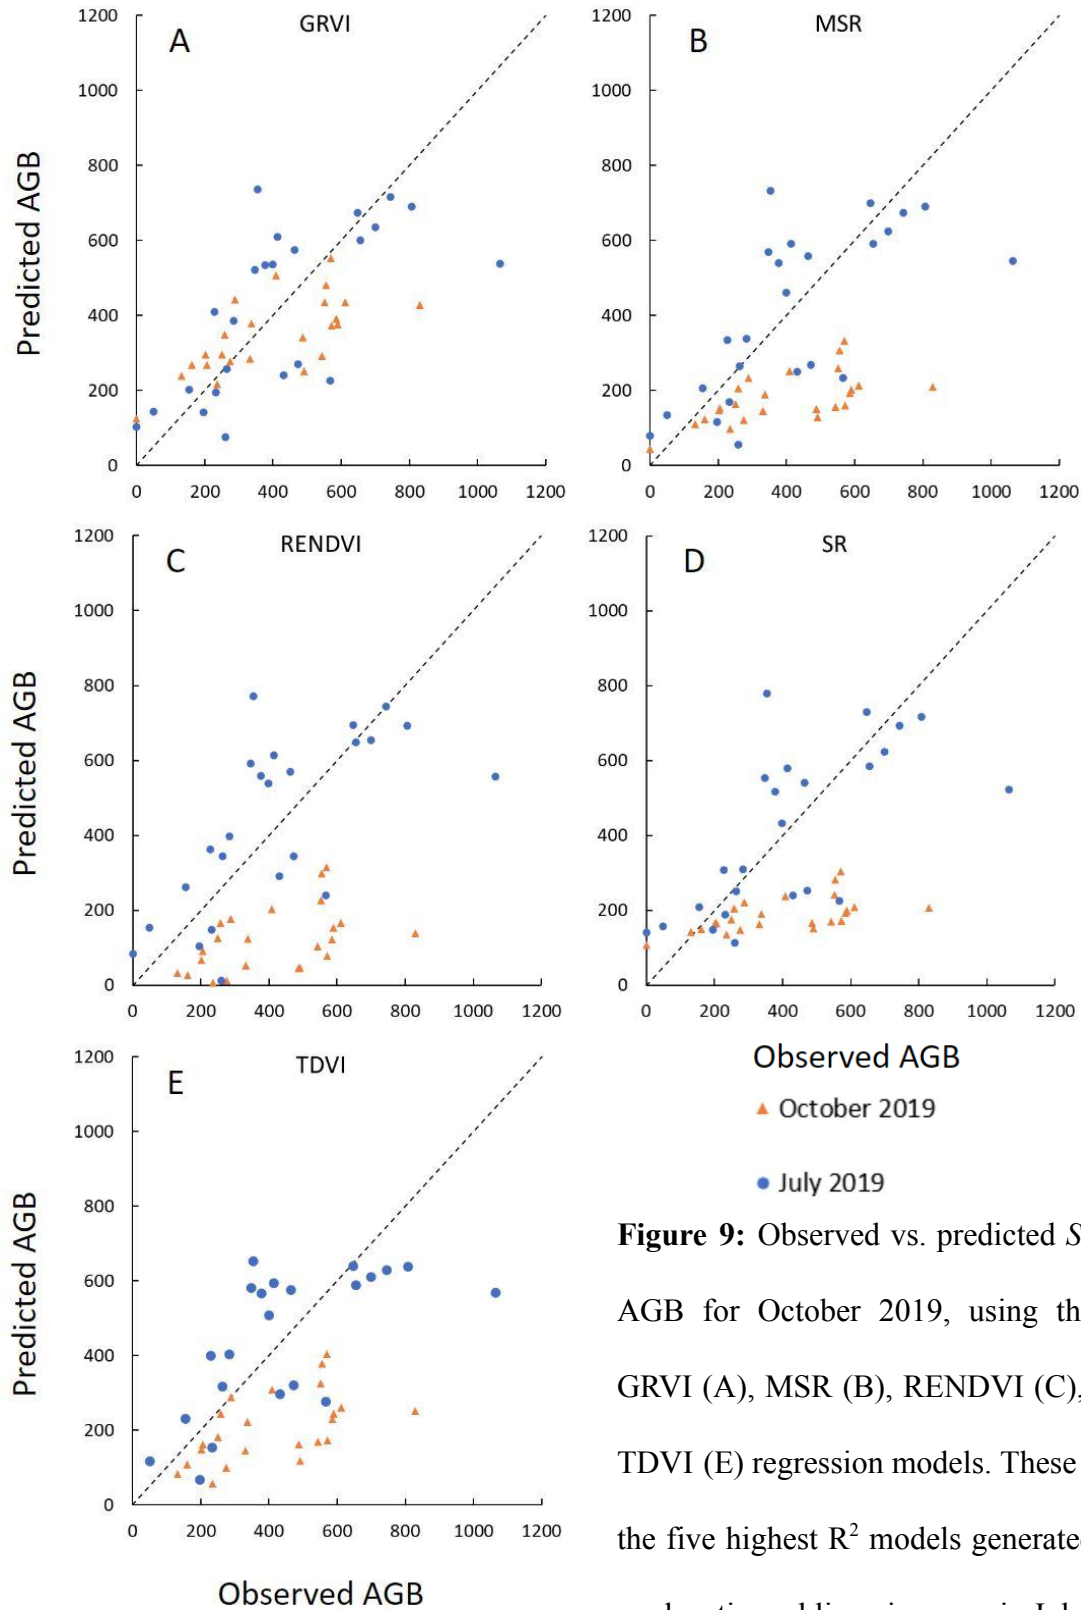 GRVI
A
1200
1000
800
600
400
200
0
0 200 400 600 800 1000 1200
Predicted AGB
MSR
B
1200
1000
800
600
400
200
0
0 200 400 600 800 1000 1200
RENDVI
C
1200
1000
800
600
400
200
0
0 200 400 600 800 1000 1200
Predicted AGB
SR
D
1200
1000
800
600
400
200
0
0 200 400 600 800 1000 1200
Observed AGB
October 2019
July 2019
TDVI
E
1200
1000
800
600
400
200
0
0 200 400 600 800 1000 1200
Predicted AGB
Observed AGB
Figure 9: Observed vs. predicted S
AGB for October 2019, using th
GRVI (A), MSR (B), RENDVI (C),
TDVI (E) regression models. These
the five highest R² models generate